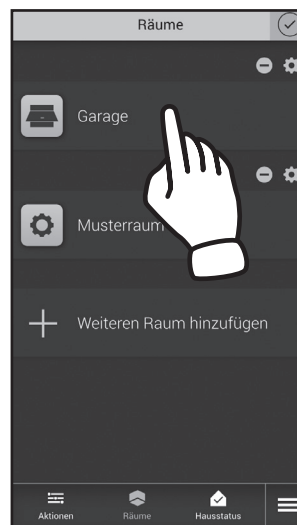 Räume
Garage
Musterraum
Weiteren Raum hinzufügen
Aktionen
Räume
Hausstatus